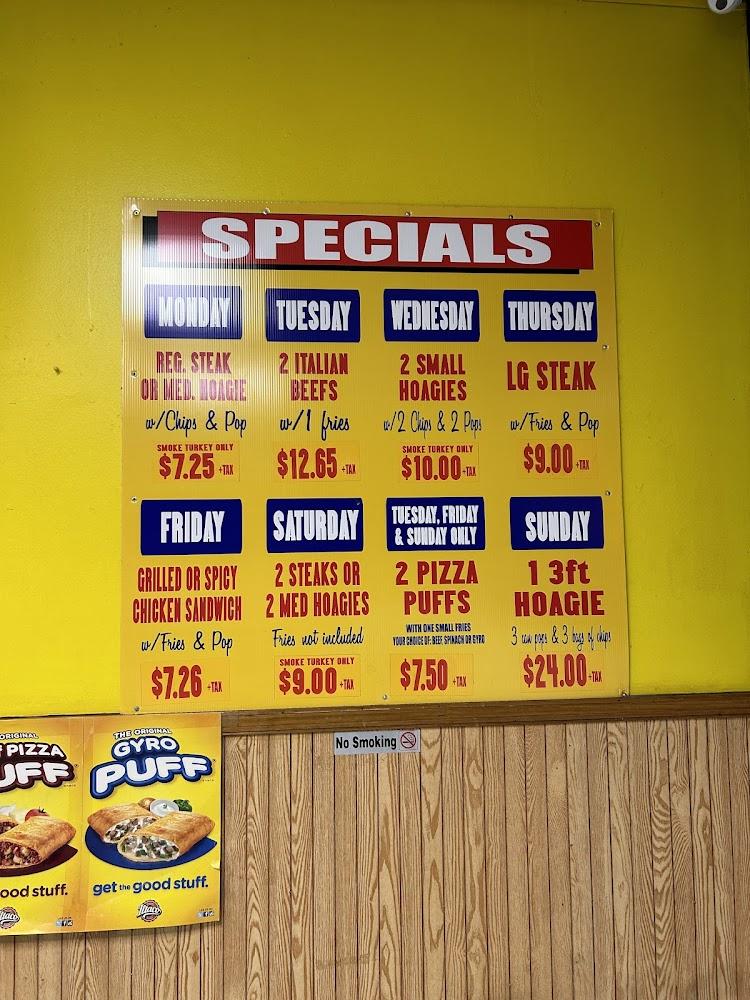 SPECIALS
MONDAY
REG. STEAK
OR MED. HOAGIE
w/Chips & Pop
SMOKE TURKEY ONLY
$7.25 +TAX
TUESDAY
2 ITALIAN
BEEFS
w/1 fries
$12.65 +TAX
WEDNESDAY
2 SMALL
HOAGIES
w/2 Chips & 2 Pops
SMOKE TURKEY ONLY
$10.00 +TAX
THURSDAY
LG STEAK
w/Fries & Pop
$9.00 +TAX
FRIDAY
GRILLED OR SPICY
CHICKEN SANDWICH
w/Fries & Pop
$7.26 +TAX
SATURDAY
2 STEAKS OR
2 MED HOAGIES
Fries not included
SMOKE TURKEY ONLY
$9.00 +TAX
TUESDAY, FRIDAY
& SUNDAY ONLY
2 PIZZA
PUFFS
WITH ONE SMALL FRIES
YOUR CHOICE OF: BEEF, SPINACH OR GYRO
$7.50 +TAX
SUNDAY
1 3ft
HOAGIE
3 can pops & 3 bags of chips
$24.00 +TAX
No Smoking
ORIGINAL
F PIZZA
UFF
ood stuff.
Iltaco
THE ORIGINAL
GYRO
PUFF
get the good stuff.
Iltaco